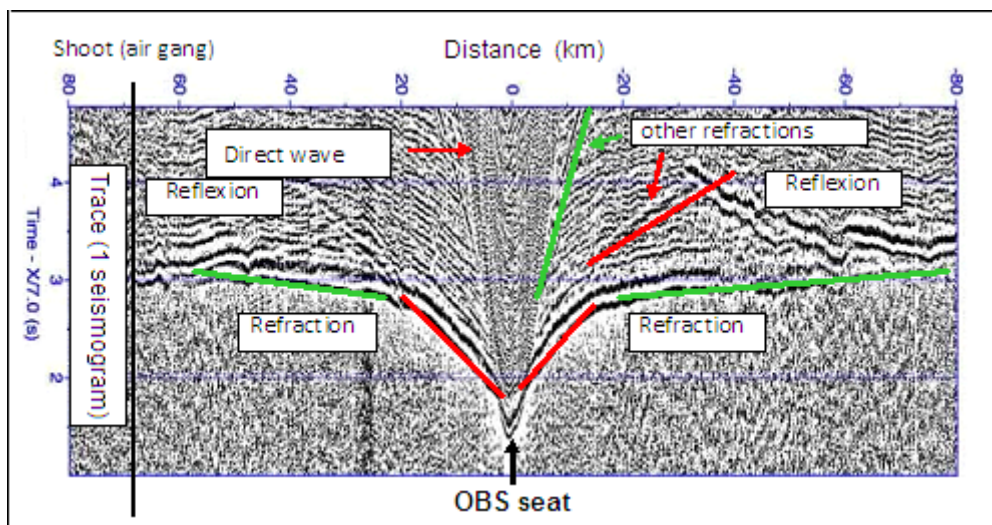 Shoot (air gang)
Distance (km)
80 60 40 20 0 -20 -40 -60 -80
Direct wave
other refractions
Reflexion
Reflexion
4
3
2
Time - X/7.0 (s)
Trace (1 seismogram)
Refraction
Refraction
OBS seat